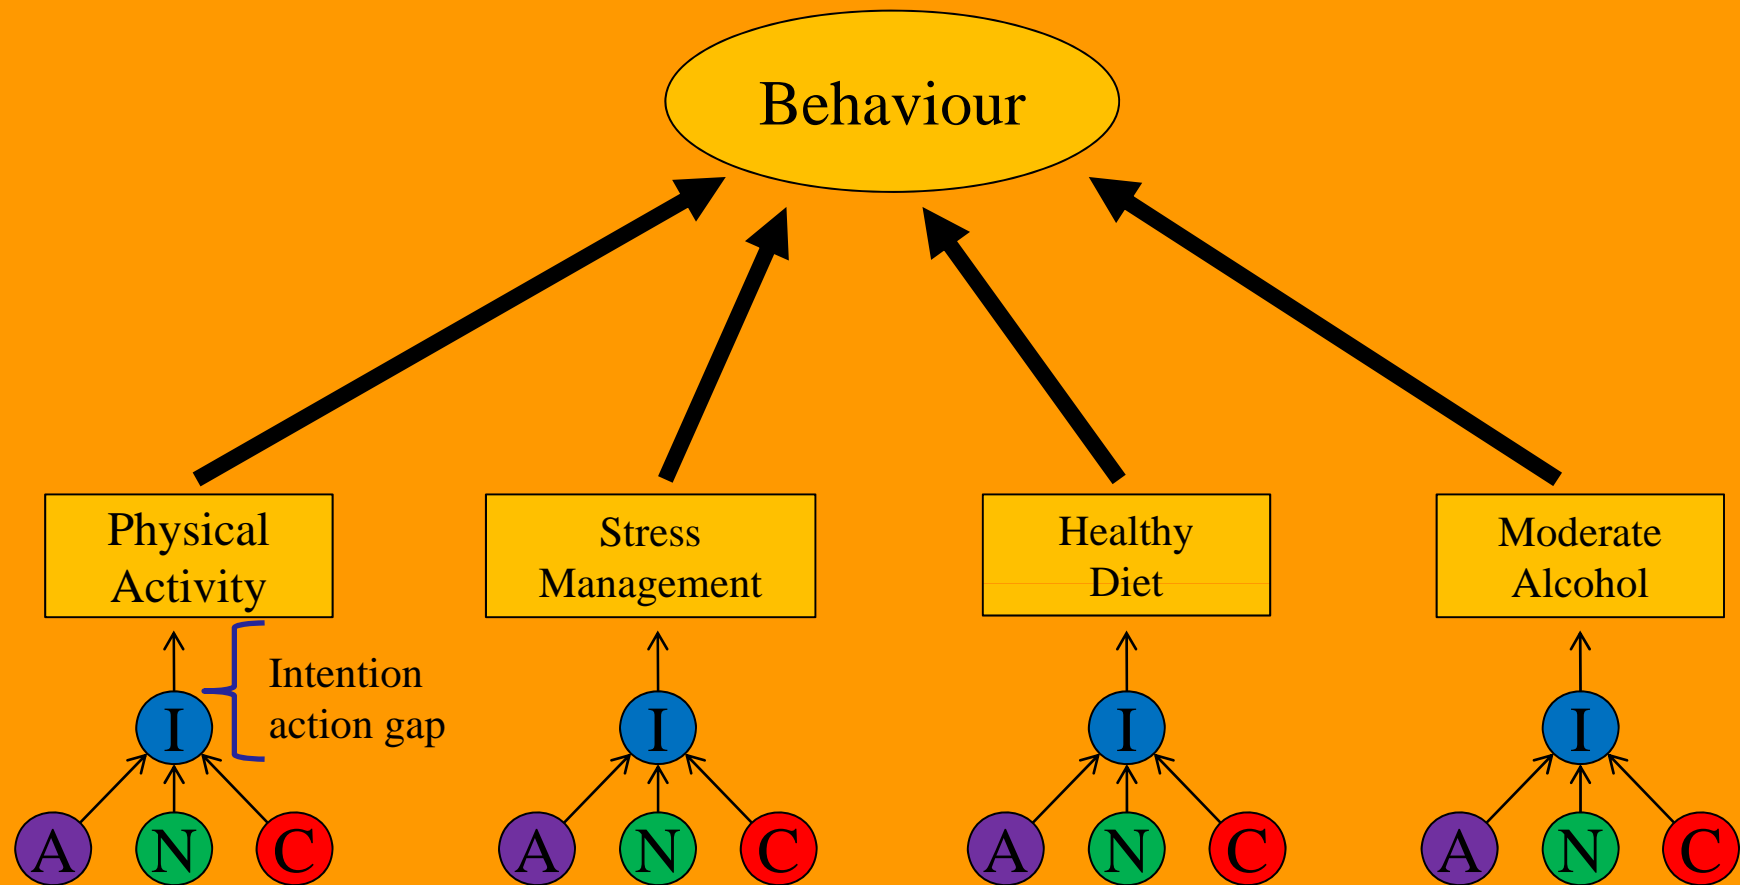 Behaviour
Physical
Activity
Stress
Management
Healthy
Diet
Moderate
Alcohol
Intention
action gap
I
I
I
I
A
N
C
A
N
C
A
N
C
A
N
C